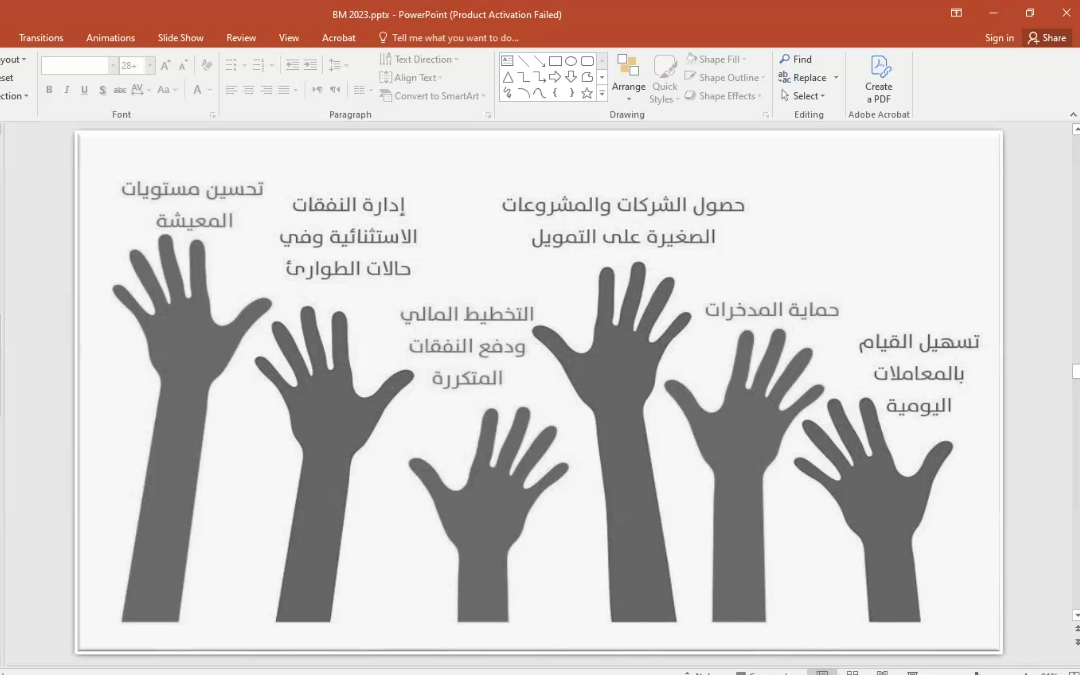 BM 2023.pptx - PowerPoint (Product Activation Failed)
Transitions Animations Slide Show Review View Acrobat Tell me what you want to do... Sign in Share
Text Direction Shape Fill Find
28+ Align Text Shape Outline Replace
Arrange Quick Styles Create a PDF
B I U S abc AV Aa A Convert to SmartArt Shape Effects Select
Font Paragraph Drawing Editing Adobe Acrobat
تحسين مستويات
المعيشة
إدارة النفقات
الاستثنائية وفي
حالات الطوارئ
حصول الشركات والمشروعات
الصغيرة على التمويل
التخطيط المالي
ودفع النفقات
المتكررة
حماية المدخرات
تسهيل القيام
بالمعاملات
اليومية